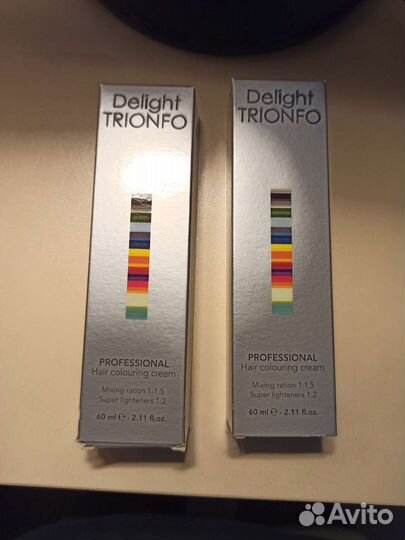 Delight
TRIONFO
PROFESSIONAL
Hair colouring cream
Mixing ration 1:1,5
Super lighteners 1:2
60 ml ℮ - 2.11 fl.oz.
Delight
TRIONFO
PROFESSIONAL
Hair colouring cream
Mixing ration 1:1,5
Super lighteners 1:2
60 ml ℮ - 2.11 fl.oz.
Avito